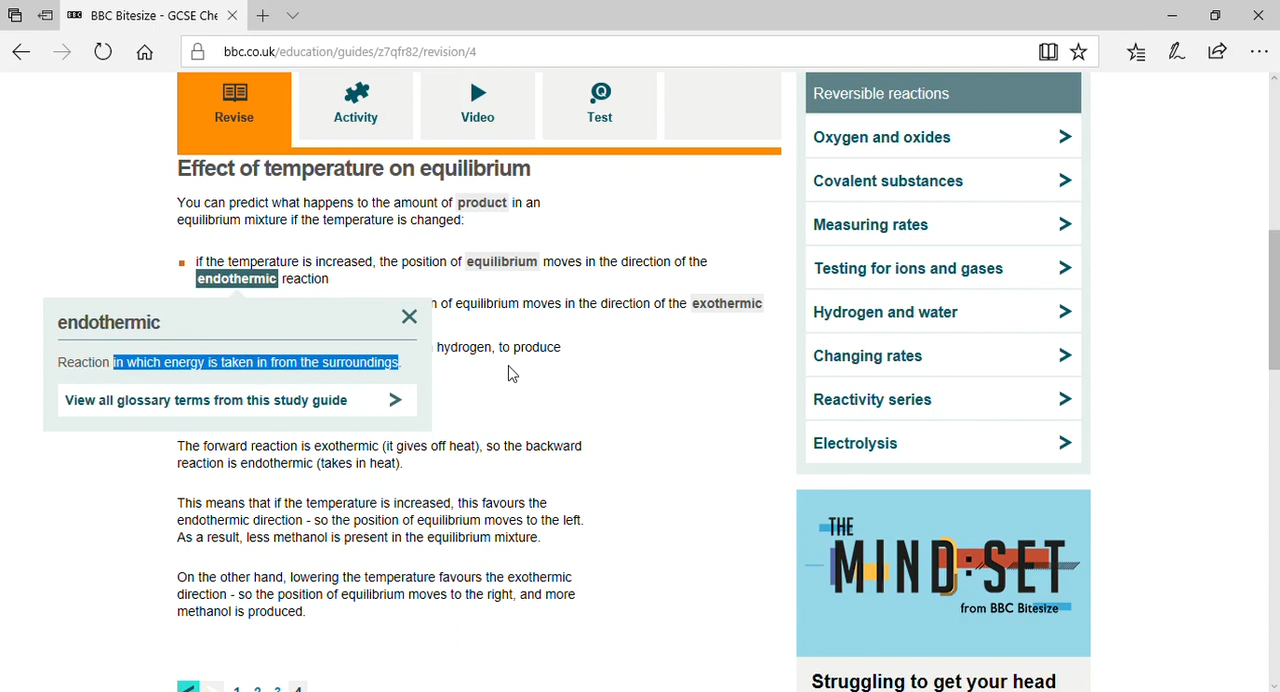 BBC Bitesize - GCSE Che
bbc.co.uk/education/guides/z7qfr82/revision/4
Revise
Activity
Video
Test
Effect of temperature on equilibrium
You can predict what happens to the amount of product in an
equilibrium mixture if the temperature is changed:
if the temperature is increased, the position of equilibrium moves in the direction of the
endothermic reaction
of equilibrium moves in the direction of the exothermic
hydrogen, to produce
endothermic
Reaction in which energy is taken in from the surroundings.
View all glossary terms from this study guide
The forward reaction is exothermic (it gives off heat), so the backward
reaction is endothermic (takes in heat).
This means that if the temperature is increased, this favours the
endothermic direction - so the position of equilibrium moves to the left.
As a result, less methanol is present in the equilibrium mixture.
On the other hand, lowering the temperature favours the exothermic
direction - so the position of equilibrium moves to the right, and more
methanol is produced.
1 2 3 4
Reversible reactions
Oxygen and oxides
Covalent substances
Measuring rates
Testing for ions and gases
Hydrogen and water
Changing rates
Reactivity series
Electrolysis
THE
MIND:SET
from BBC Bitesize
Struggling to get your head